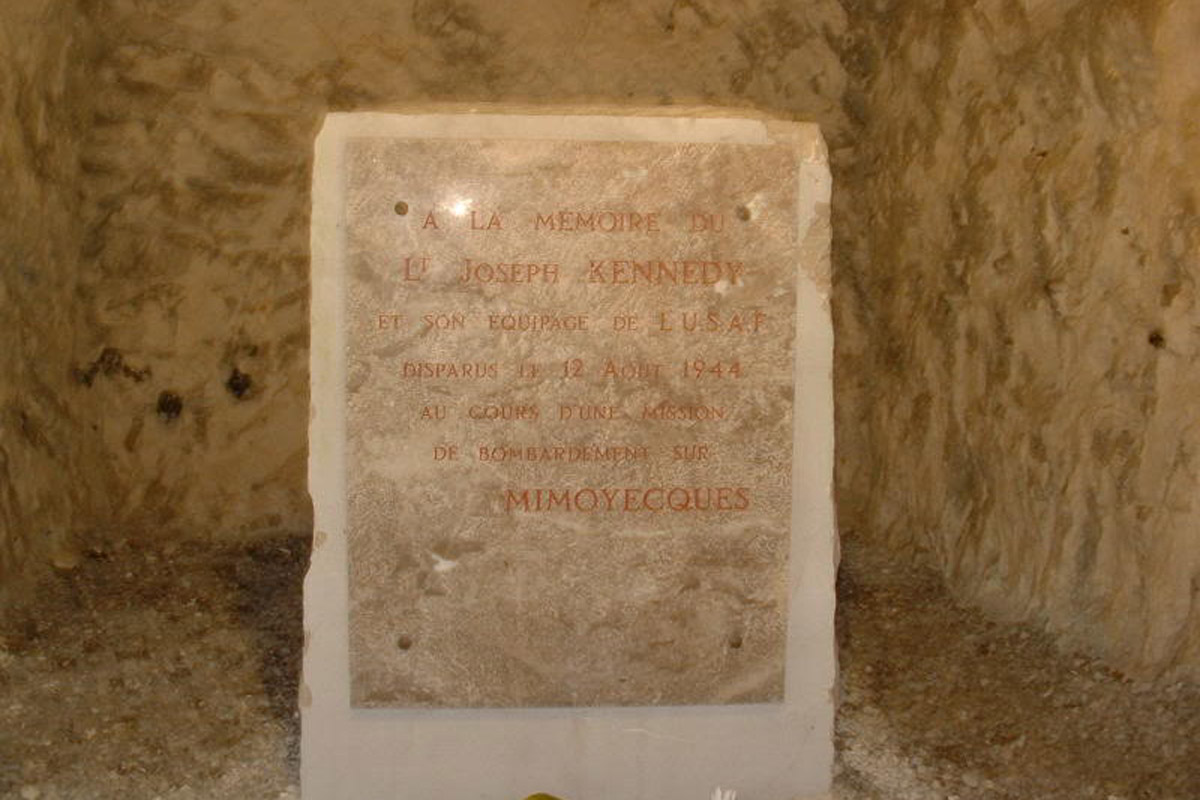 A LA MEMOIRE DU
LT JOSEPH KENNEDY
ET SON EQUIPAGE DE L'U.S.A.F.
DISPARUS LE 12 AOUT 1944
AU COURS D'UNE MISSION
DE BOMBARDEMENT SUR
MIMOYECQUES